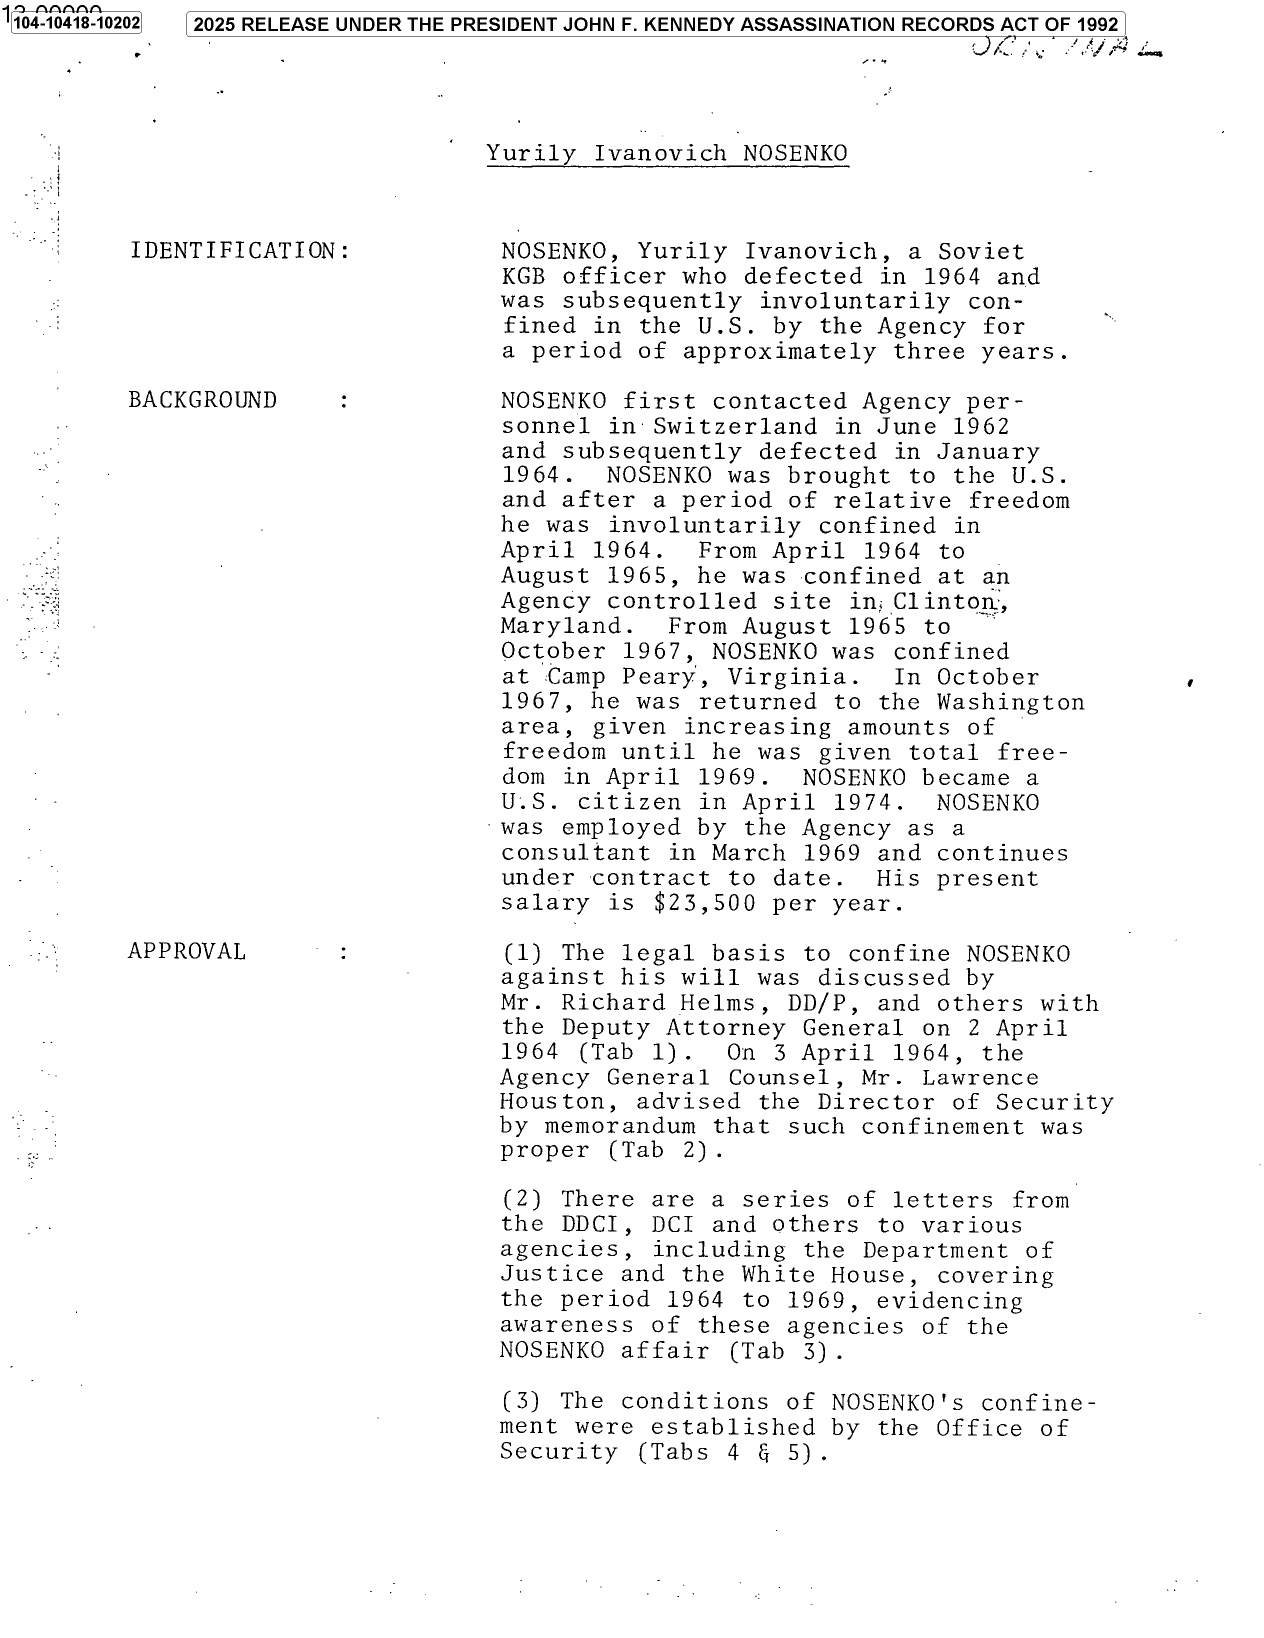 104-10418-10202
2025 RELEASE UNDER THE PRESIDENT JOHN F. KENNEDY ASSASSINATION RECORDS ACT OF 1992
ORIGINAL
Yurily Ivanovich NOSENKO
IDENTIFICATION: NOSENKO, Yurily Ivanovich, a Soviet
KGB officer who defected in 1964 and
was subsequently involuntarily con-
fined in the U.S. by the Agency for
a period of approximately three years.
BACKGROUND : NOSENKO first contacted Agency per-
sonnel in Switzerland in June 1962
and subsequently defected in January
1964. NOSENKO was brought to the U.S.
and after a period of relative freedom
he was involuntarily confined in
April 1964. From April 1964 to
August 1965, he was confined at an
Agency controlled site in Clinton,
Maryland. From August 1965 to
October 1967, NOSENKO was confined
at Camp Peary, Virginia. In October
1967, he was returned to the Washington
area, given increasing amounts of
freedom until he was given total free-
dom in April 1969. NOSENKO became a
U.S. citizen in April 1974. NOSENKO
was employed by the Agency as a
consultant in March 1969 and continues
under contract to date. His present
salary is $23,500 per year.
APPROVAL : (1) The legal basis to confine NOSENKO
against his will was discussed by
Mr. Richard Helms, DD/P, and others with
the Deputy Attorney General on 2 April
1964 (Tab 1). On 3 April 1964, the
Agency General Counsel, Mr. Lawrence
Houston, advised the Director of Security
by memorandum that such confinement was
proper (Tab 2).
(2) There are a series of letters from
the DDCI, DCI and others to various
agencies, including the Department of
Justice and the White House, covering
the period 1964 to 1969, evidencing
awareness of these agencies of the
NOSENKO affair (Tab 3).
(3) The conditions of NOSENKO's confine-
ment were established by the Office of
Security (Tabs 4 & 5).